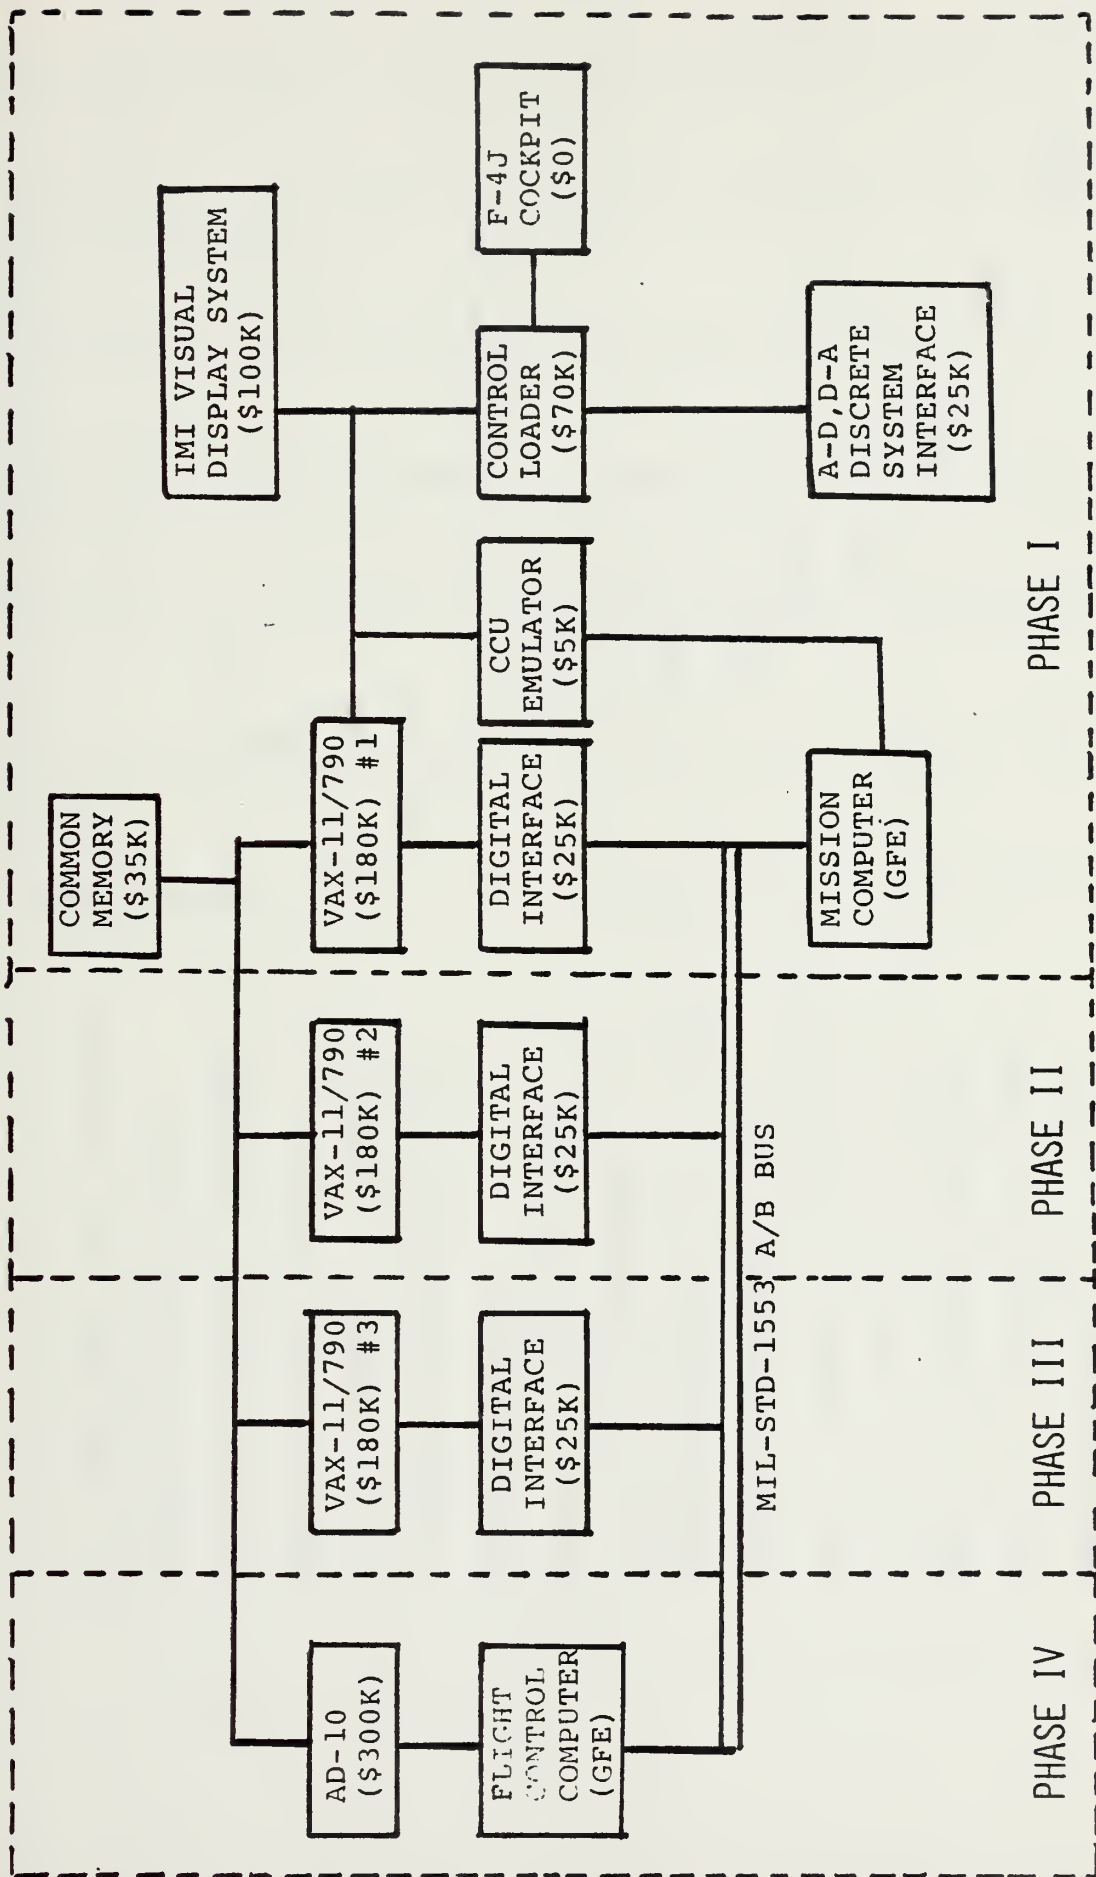 COMMON
MEMORY
($35K)
IMI VISUAL
DISPLAY SYSTEM
($100K)
AD-10
($300K)
VAX-11/790
($180K) #3
VAX-11/790
($180K) #2
VAX-11/790
($180K) #1
FLIGHT
CONTROL
COMPUTER
(GFE)
DIGITAL
INTERFACE
($25K)
DIGITAL
INTERFACE
($25K)
DIGITAL
INTERFACE
($25K)
CCU
EMULATOR
($5K)
CONTROL
LOADER
($70K)
F-4J
COCKPIT
($0)
MIL-STD-1553 A/B BUS
MISSION
COMPUTER
(GFE)
A-D,D-A
DISCRETE
SYSTEM
INTERFACE
($25K)
PHASE IV
PHASE III
PHASE II
PHASE I